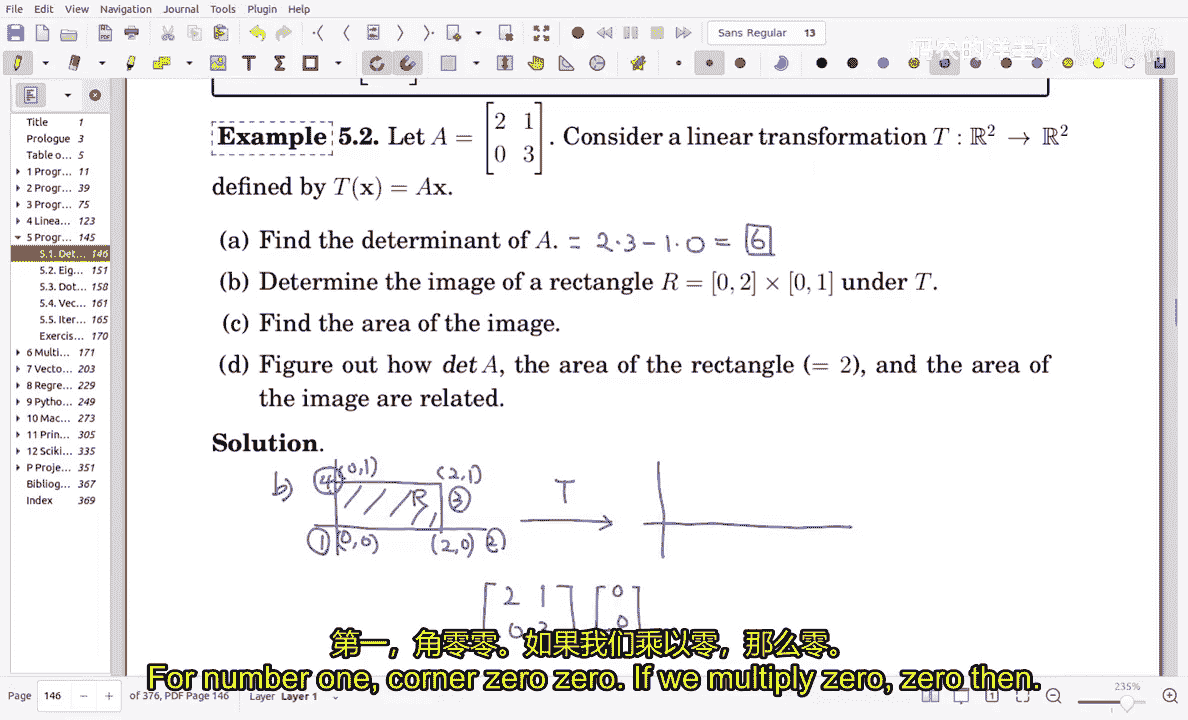 File Edit View Navigation Journal Tools Plugin Help
Sans Regular 13
Title 1
Prologue 3
Table o... 5
1 Progr... 11
2 Progr... 39
3 Progr... 75
4 Linea... 123
5 Progr... 145
5.1. Det... 146
5.2. Eig... 151
5.3. Dot... 158
5.4. Vec... 161
5.5. Iter... 165
Exercis... 170
6 Multi... 171
7 Vecto... 203
8 Regre... 229
9 Pytho... 249
10 Mac... 273
11 Prin... 305
12 Sciki... 335
P Proje... 351
Bibliog... 367
Index 369
Example 5.2. Let A = [2 1; 0 3]. Consider a linear transformation T : ℝ² → ℝ²
defined by T(x) = Ax.
(a) Find the determinant of A. = 2·3 − 1·0 = 6
(b) Determine the image of a rectangle R = [0, 2] × [0, 1] under T.
(c) Find the area of the image.
(d) Figure out how det A, the area of the rectangle (= 2), and the area of
the image are related.
Solution.
b) ④ (0,1) (2,1) T
R ③
① (0,0) (2,0) ②
2 1 0
第一，角零零。如果我们乘以零，那么零。
For number one, corner zero zero. If we multiply zero, zero then.
Page 146 of 376, PDF Page 146 Layer Layer 1 235%